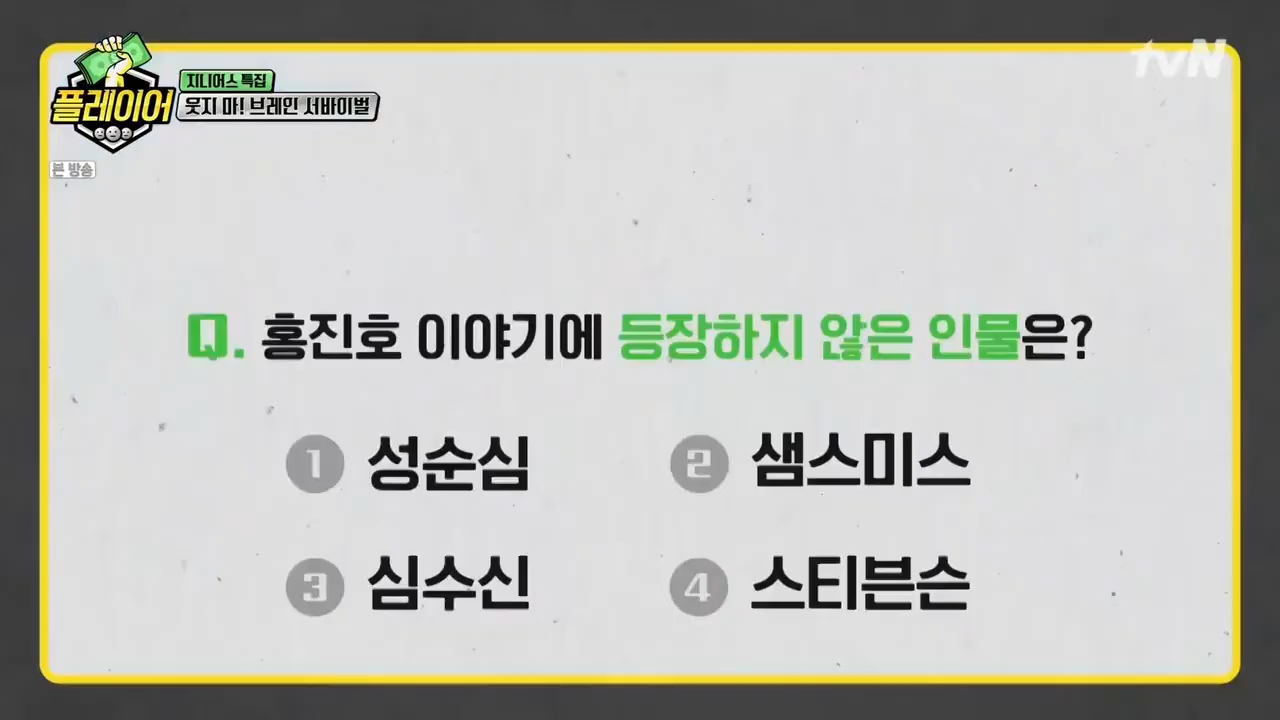 tvN
지니어스 특집
플레이어
웃지 마! 브레인 서바이벌
본 방송
Q. 홍진호 이야기에 등장하지 않은 인물은?
1 성순심 2 샘스미스
3 심수신 4 스티븐슨